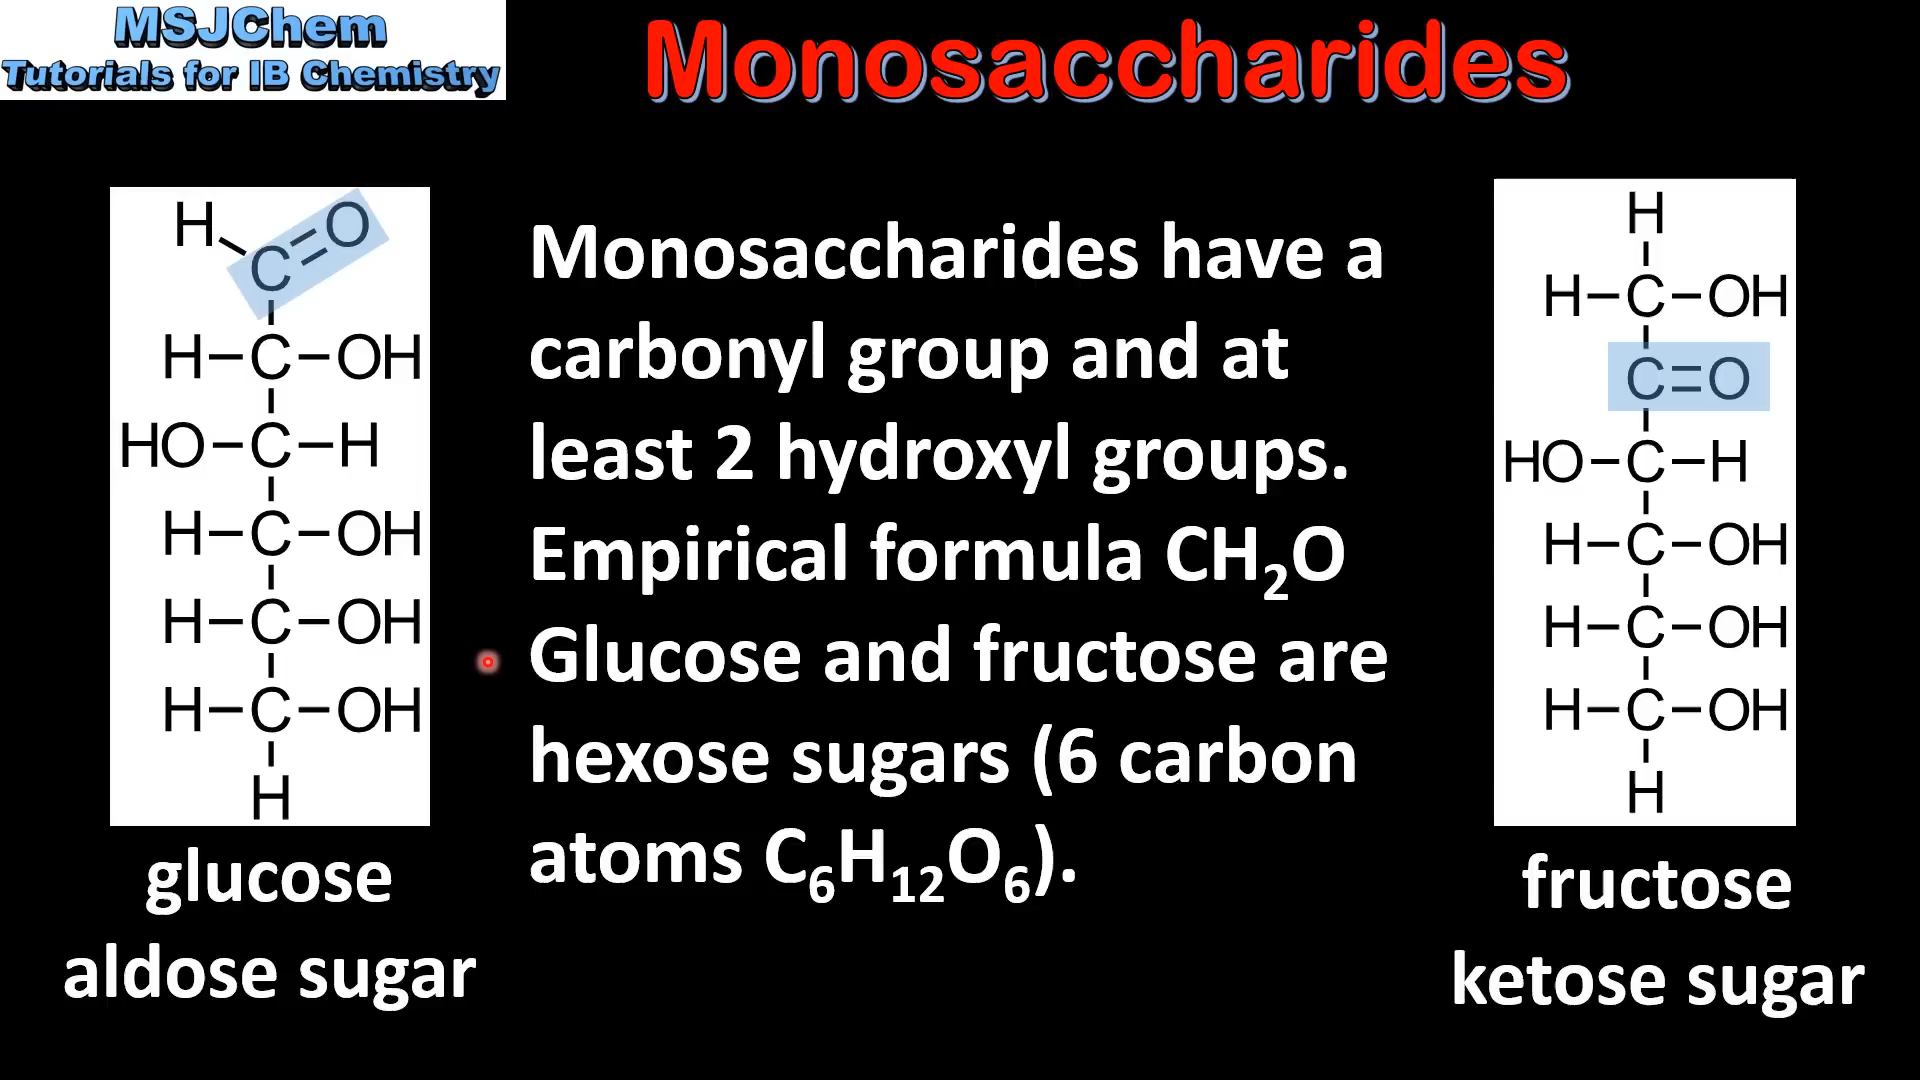 MSJChem
Tutorials for IB Chemistry
Monosaccharides
H
C=O
H–C–OH
HO–C–H
H–C–OH
H–C–OH
H–C–OH
H
glucose
aldose sugar
Monosaccharides have a
carbonyl group and at
least 2 hydroxyl groups.
Empirical formula CH₂O
Glucose and fructose are
hexose sugars (6 carbon
atoms C₆H₁₂O₆).
H
H–C–OH
C=O
HO–C–H
H–C–OH
H–C–OH
H–C–OH
H
fructose
ketose sugar